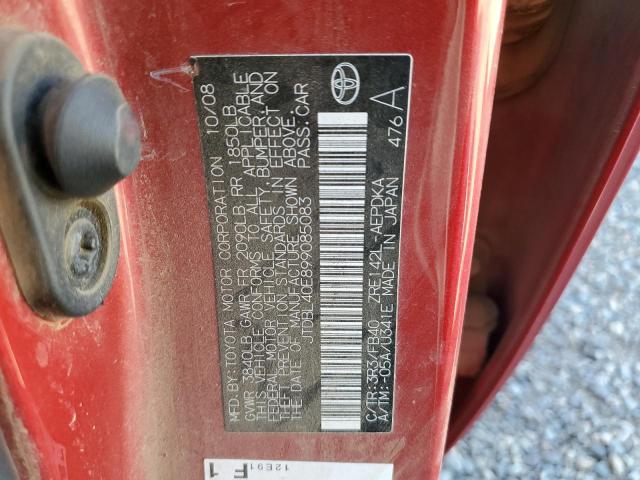 MFD. BY: TOYOTA MOTOR CORPORATION 10/08
GVWR 3840LB GAWR FR 2090LB RR 1850LB
THIS VEHICLE CONFORMS TO ALL APPLICABLE
FEDERAL MOTOR VEHICLE SAFETY, BUMPER, AND
THEFT PREVENTION STANDARDS IN EFFECT ON
THE DATE OF MANUFACTURE SHOWN ABOVE.
JTDBL40E899085083 PASS. CAR
C/TR: 3R3/FB40 ZRE142L-AEPDKA
A/TM: -05A/U341E MADE IN JAPAN 476 A
12E91
F 1